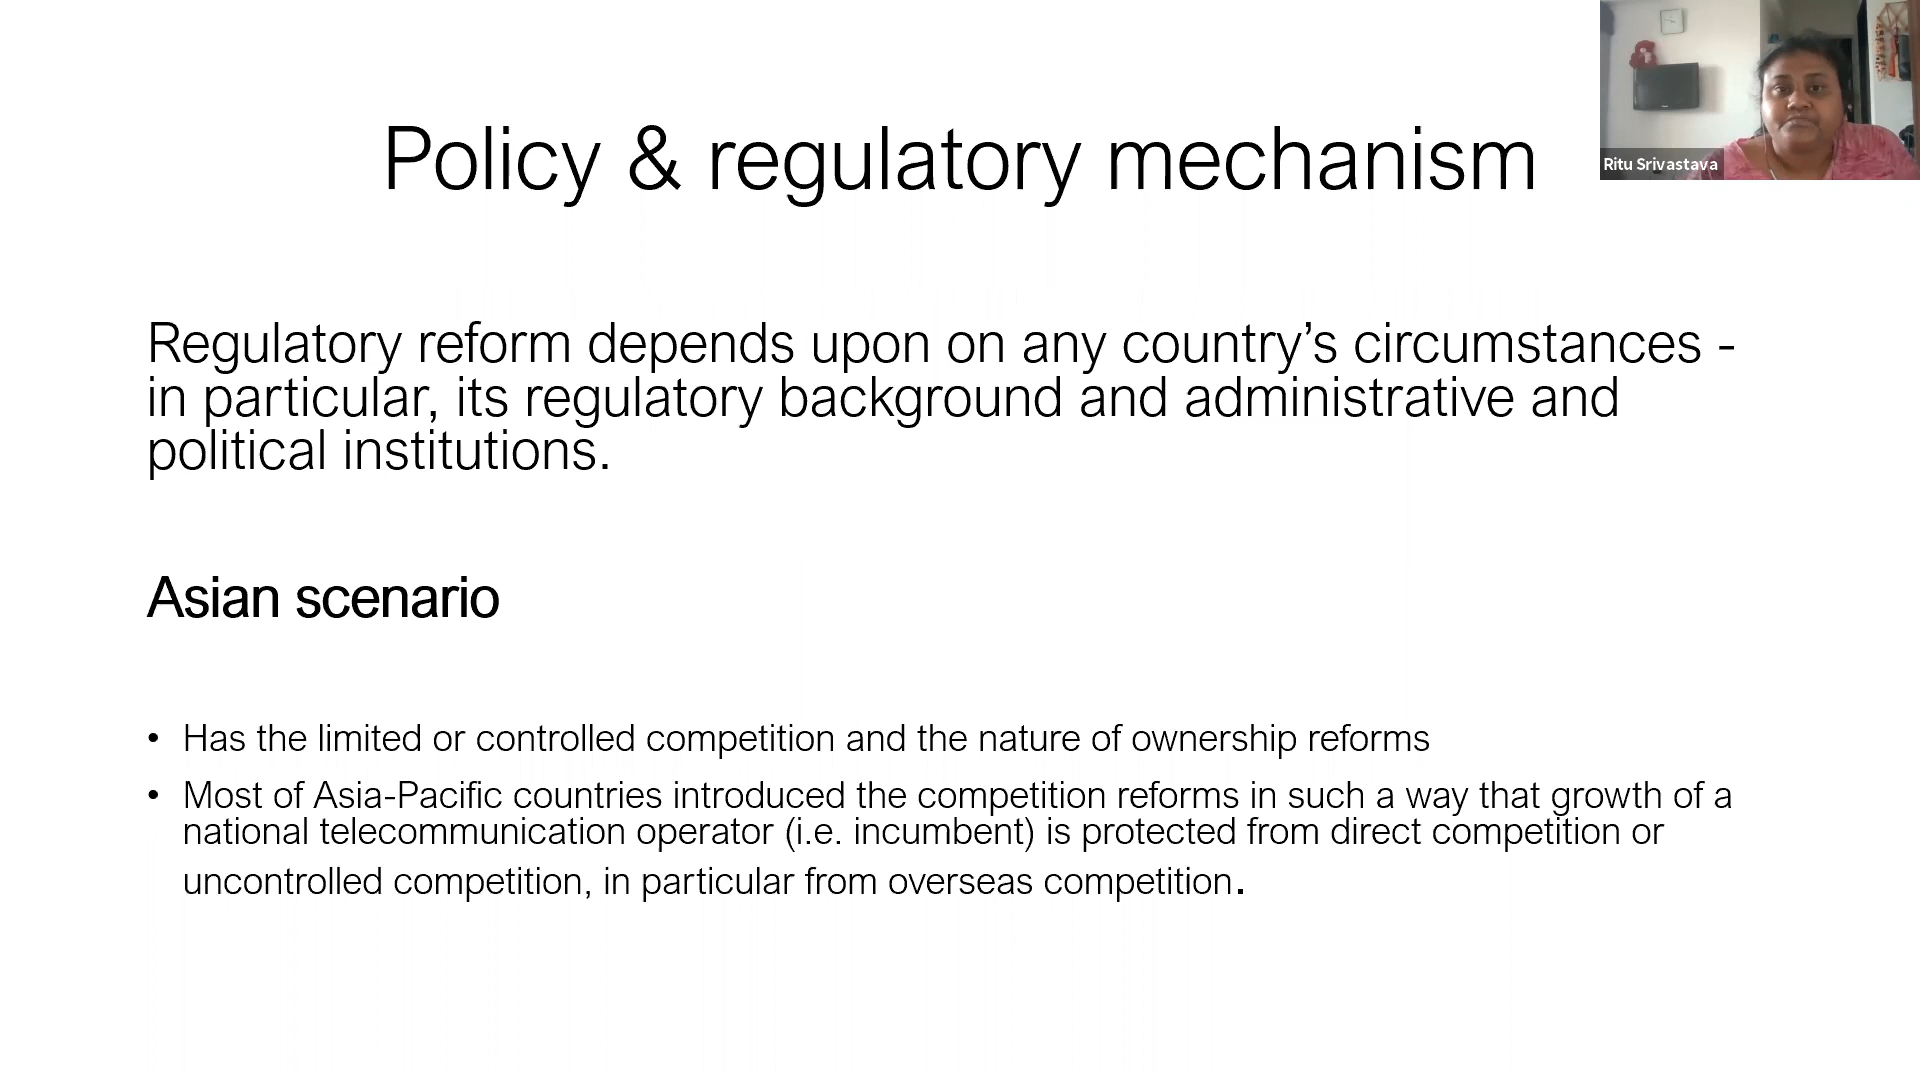 Policy & regulatory mechanism
Ritu Srivastava
Regulatory reform depends upon on any country’s circumstances -
in particular, its regulatory background and administrative and
political institutions.
Asian scenario
• Has the limited or controlled competition and the nature of ownership reforms
• Most of Asia-Pacific countries introduced the competition reforms in such a way that growth of a
national telecommunication operator (i.e. incumbent) is protected from direct competition or
uncontrolled competition, in particular from overseas competition.